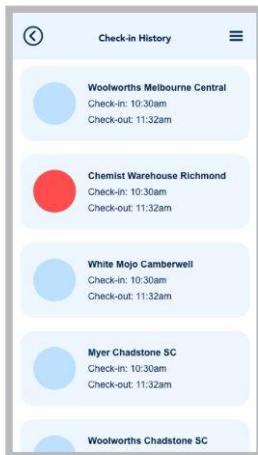 Check-in History
Woolworths Melbourne Central
Check-in: 10:30am
Check-out: 11:32am
Chemist Warehouse Richmond
Check-in: 10:30am
Check-out: 11:32am
White Mojo Camberwell
Check-in: 10:30am
Check-out: 11:32am
Myer Chadstone SC
Check-in: 10:30am
Check-out: 11:32am
Woolworths Chadstone SC